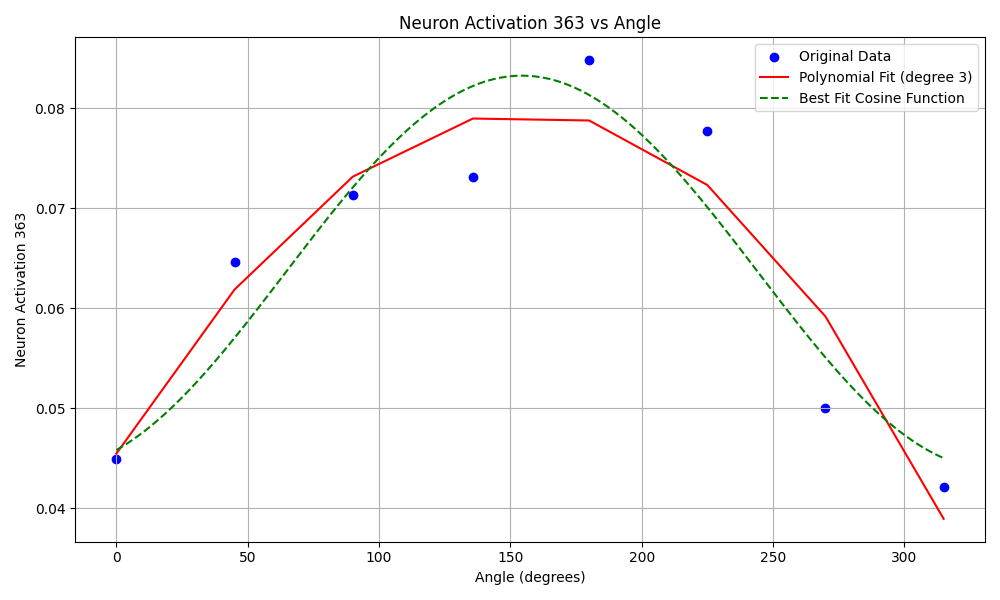 Neuron Activation 363 vs Angle
Original Data
Polynomial Fit (degree 3)
Best Fit Cosine Function
Neuron Activation 363
0.08
0.07
0.06
0.05
0.04
0 50 100 150 200 250 300
Angle (degrees)